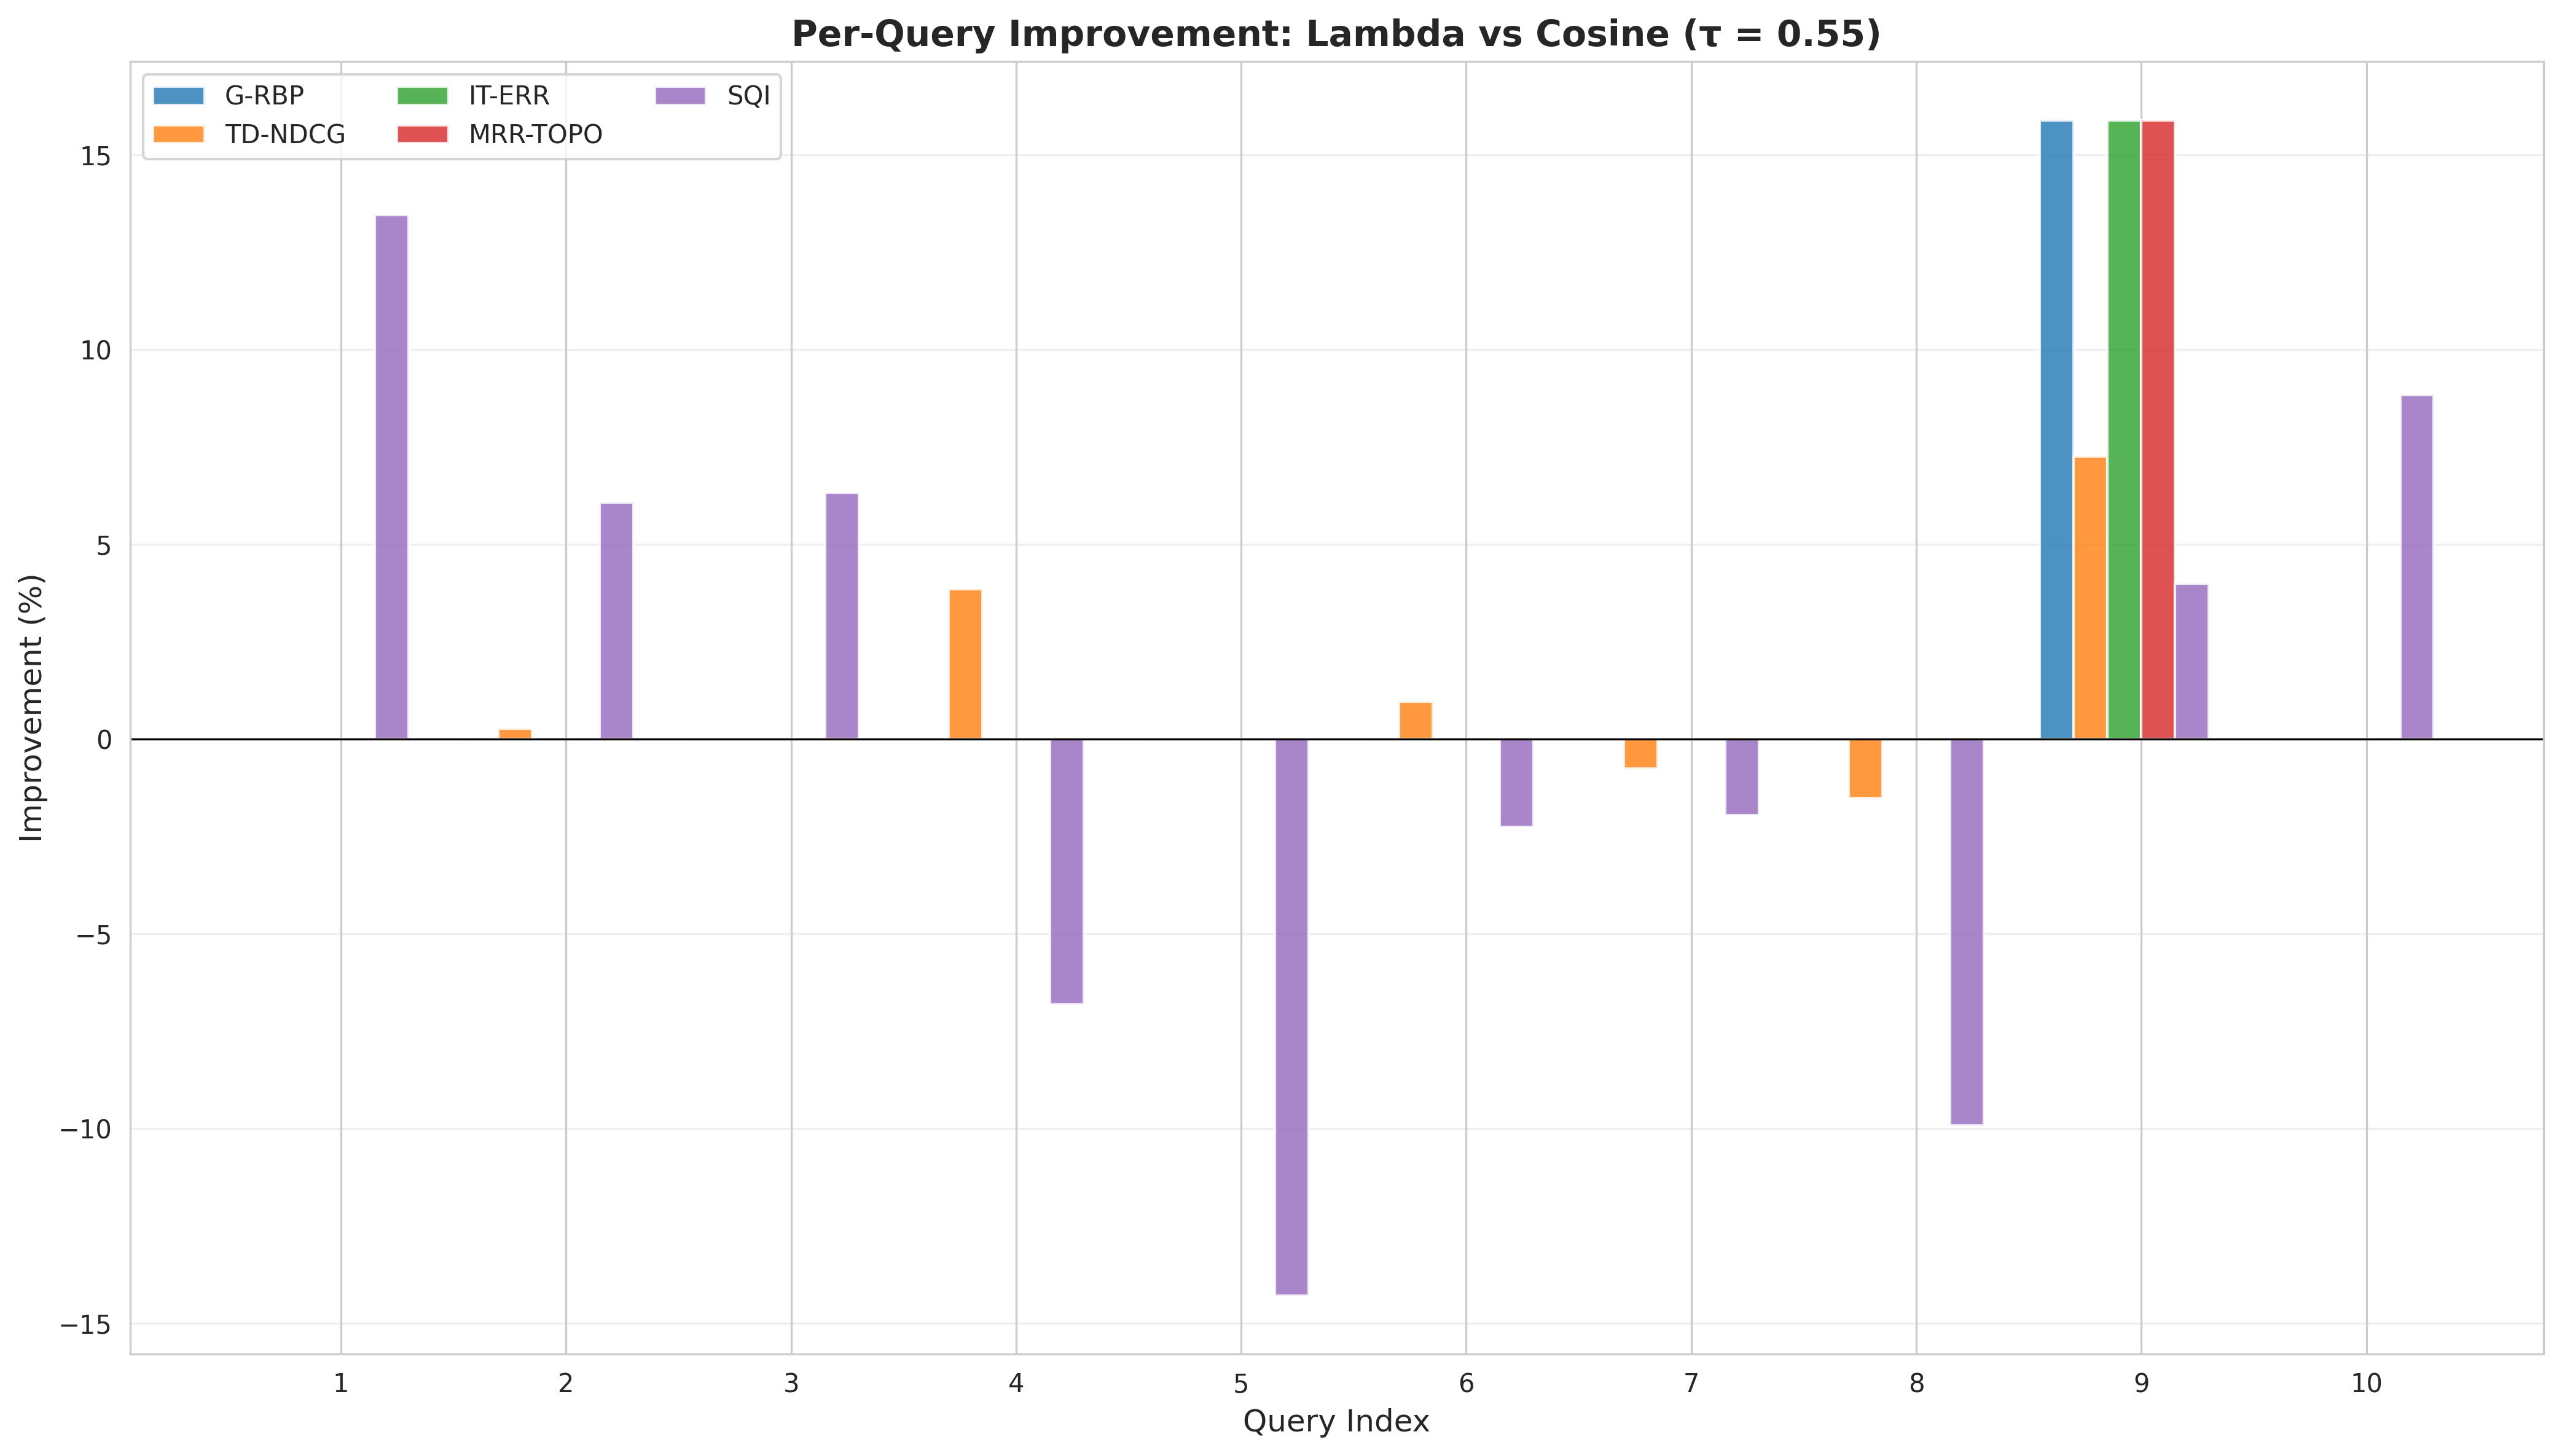 Per-Query Improvement: Lambda vs Cosine (τ = 0.55)
G-RBP
TD-NDCG
IT-ERR
MRR-TOPO
SQI
Improvement (%)
15
10
5
0
−5
−10
−15
1 2 3 4 5 6 7 8 9 10
Query Index